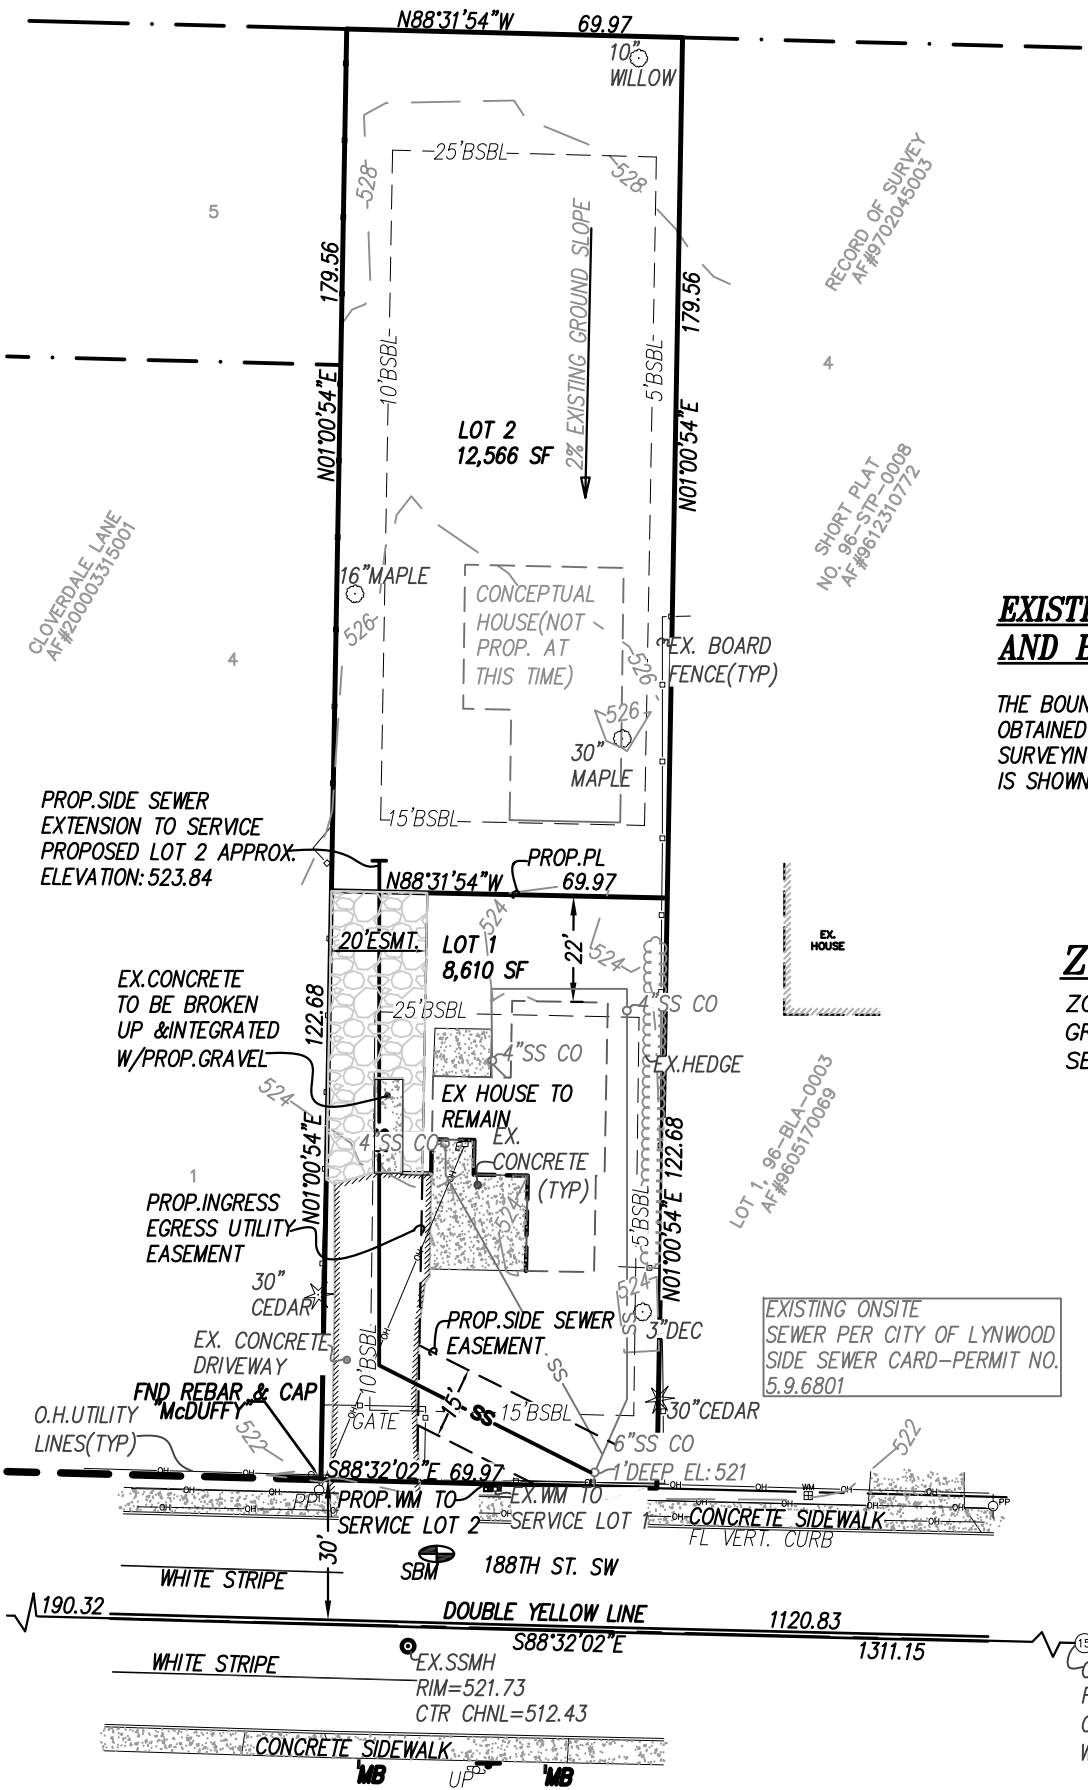 N88°31'54"W 69.97
10"
WILLOW
25'BSBL
528
528
5
RECORD OF SURVEY
AF#9702045003
179.56
179.56
2% EXISTING GROUND SLOPE
10'BSBL
5'BSBL
4
N01°00'54"E
N01°00'54"E
LOT 2
12,566 SF
SHORT PLAT
NO. 96-STP-0008
AF#9612310772
CLOVERDALE LANE
AF#200003315001
16"MAPLE
526
CONCEPTUAL
HOUSE(NOT
PROP. AT
THIS TIME)
EX. BOARD
FENCE(TYP)
526
526
4
EXISTI
AND E
THE BOUN
OBTAINED
SURVEYIN
IS SHOWN
30"
MAPLE
15'BSBL
PROP.SIDE SEWER
EXTENSION TO SERVICE
PROPOSED LOT 2 APPROX.
ELEVATION: 523.84
PROP.PL
N88°31'54"W 69.97
524
22'
524
20'ESMT.
LOT 1
8,610 SF
EX.
HOUSE
Z
ZO
GR
SE
EX.CONCRETE
TO BE BROKEN
UP &INTEGRATED
W/PROP.GRAVEL
122.68
25'BSBL
4"SS CO
4"SS CO
EX.HEDGE
524
EX HOUSE TO
REMAIN
N01°00'54"E
4"SS CO
EX.
CONCRETE
(TYP)
N01°00'54"E 122.68
LOT 1, 96-BLA-0003
AF#9605170069
1
PROP.INGRESS
EGRESS UTILITY
EASEMENT
524
5'BSBL
30"
CEDAR
524
SS
3"DEC
PROP.SIDE SEWER
EASEMENT
EXISTING ONSITE
SEWER PER CITY OF LYNWOOD
SIDE SEWER CARD-PERMIT NO.
5.9.6801
EX. CONCRETE
DRIVEWAY
10'BSBL
SS
FND REBAR & CAP
"McDUFFY"
15'
SS
15'BSBL
30"CEDAR
O.H.UTILITY
LINES(TYP)
GATE
522
6"SS CO
1'DEEP EL:521
522
S88°32'02"E 69.97
PP
PROP.WM TO
SERVICE LOT 2
EX.WM TO
SERVICE LOT 1
WM
PP
CONCRETE SIDEWALK
FL VERT. CURB
30'
SBM
188TH ST. SW
WHITE STRIPE
190.32
DOUBLE YELLOW LINE
1120.83
S88°32'02"E
1311.15
WHITE STRIPE
EX.SSMH
RIM=521.73
CTR CHNL=512.43
CONCRETE SIDEWALK
MB
UP
MB